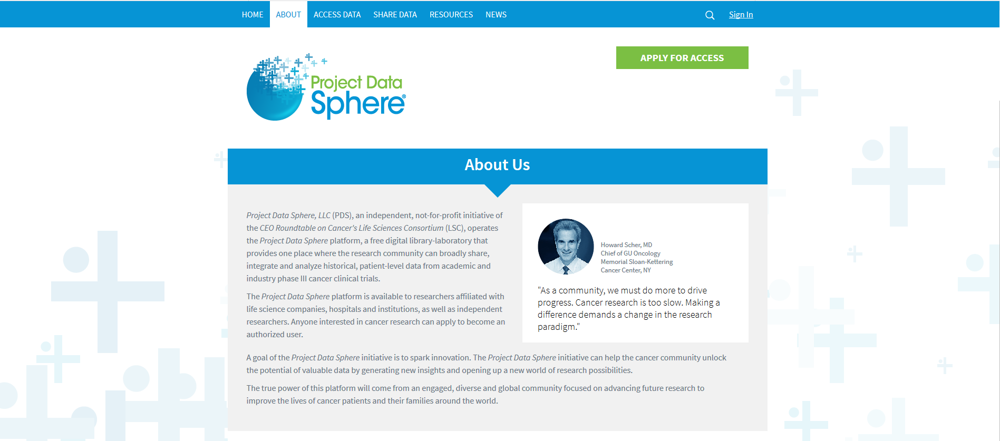 HOME ABOUT ACCESS DATA SHARE DATA RESOURCES NEWS Sign In
APPLY FOR ACCESS
Project Data
Sphere®
About Us
Project Data Sphere, LLC (PDS), an independent, not-for-profit initiative of
the CEO Roundtable on Cancer's Life Sciences Consortium (LSC), operates
the Project Data Sphere platform, a free digital library-laboratory that
provides one place where the research community can broadly share,
integrate and analyze historical, patient-level data from academic and
industry phase III cancer clinical trials.
The Project Data Sphere platform is available to researchers affiliated with
life science companies, hospitals and institutions, as well as independent
researchers. Anyone interested in cancer research can apply to become an
authorized user.
Howard Scher, MD
Chief of GU Oncology
Memorial Sloan-Kettering
Cancer Center, NY
"As a community, we must do more to drive
progress. Cancer research is too slow. Making a
difference demands a change in the research
paradigm."
A goal of the Project Data Sphere initiative is to spark innovation. The Project Data Sphere initiative can help the cancer community unlock
the potential of valuable data by generating new insights and opening up a new world of research possibilities.
The true power of this platform will come from an engaged, diverse and global community focused on advancing future research to
improve the lives of cancer patients and their families around the world.